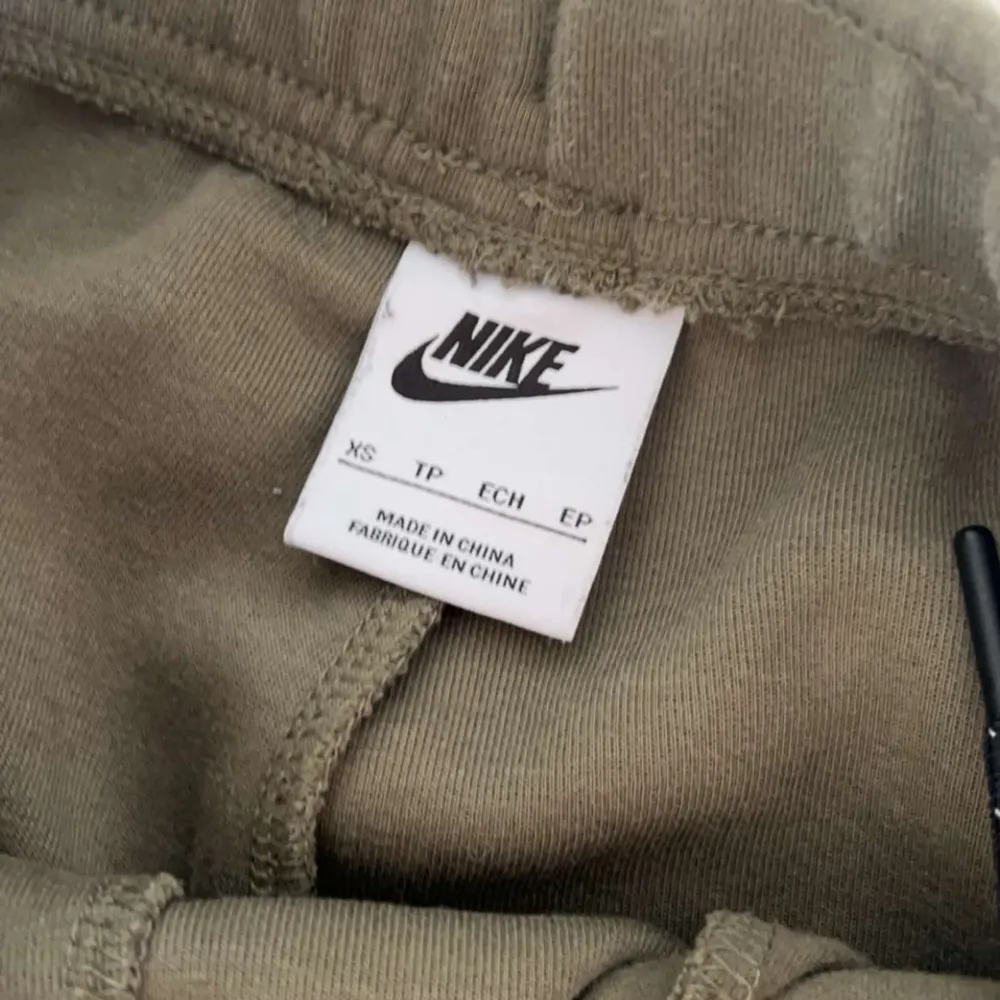 NIKE
XS TP ECH EP
MADE IN CHINA
FABRIQUE EN CHINE